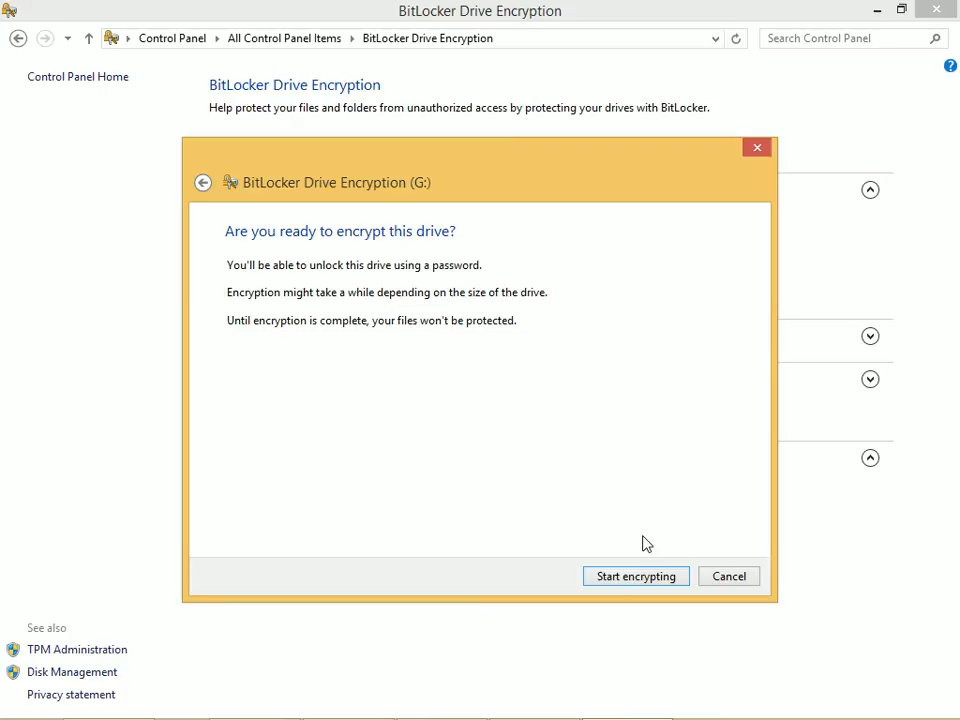 BitLocker Drive Encryption
Control Panel
All Control Panel Items
BitLocker Drive Encryption
Search Control Panel
Control Panel Home
BitLocker Drive Encryption
Help protect your files and folders from unauthorized access by protecting your drives with BitLocker.
BitLocker Drive Encryption (G:)
Are you ready to encrypt this drive?
You'll be able to unlock this drive using a password.
Encryption might take a while depending on the size of the drive.
Until encryption is complete, your files won't be protected.
Start encrypting
Cancel
See also
TPM Administration
Disk Management
Privacy statement